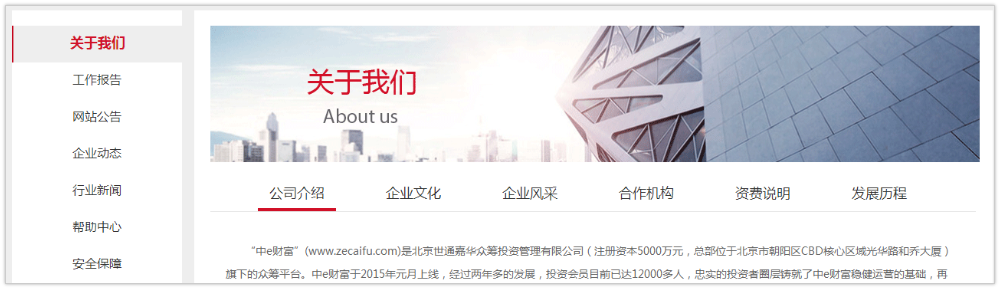 关于我们
工作报告
网站公告
企业动态
行业新闻
帮助中心
安全保障
关于我们
About us
公司介绍 企业文化 企业风采 合作机构 资费说明 发展历程
“中e财富”(www.zecaifu.com)是北京世通嘉华众筹投资管理有限公司（注册资本5000万元，总部位于北京市朝阳区CBD核心区域光华路和乔大厦）
旗下的众筹平台。中e财富于2015年元月上线，经过两年多的发展，投资会员目前已达12000多人，忠实的投资者圈层铸就了中e财富稳健运营的基础，再